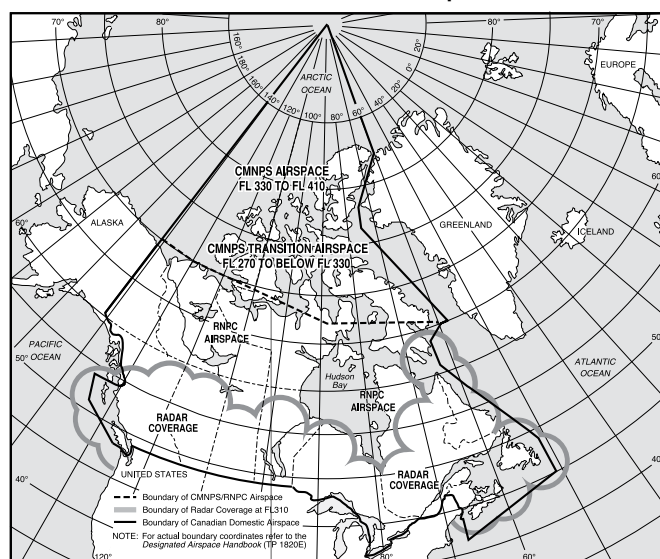 70°
80°
80°
70°
60°
160°
160°
140°
120°
100°
80°
60°
40°
20°
0°
20°
ARCTIC
OCEAN
EUROPE
CMNPS AIRSPACE
FL 330 TO FL 410
ALASKA
60°
GREENLAND
ICELAND
CMNPS TRANSITION AIRSPACE
FL 270 TO BELOW FL 330
RNPC
AIRSPACE
PACIFIC
OCEAN
50°
Hudson
Bay
RNPC
AIRSPACE
ATLANTIC
OCEAN
50°
RADAR
COVERAGE
RADAR
COVERAGE
UNITED STATES
40°
40°
Boundary of CMNPS/RNPC Airspace
Boundary of Radar Coverage at FL310
Boundary of Canadian Domestic Airspace
NOTE: For actual boundary coordinates refer to the
Designated Airspace Handbook (TP 1820E)
120°
80°
60°